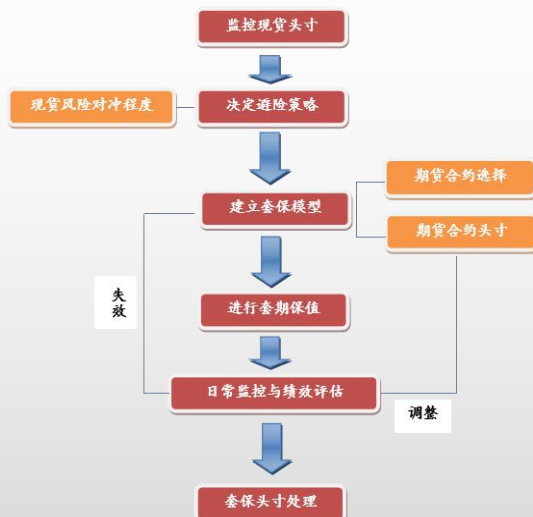 监控现货头寸
现货风险对冲程度
决定避险策略
期货合约选择
建立套保模型
期货合约头寸
失
效
进行套期保值
日常监控与绩效评估
调整
套保头寸处理